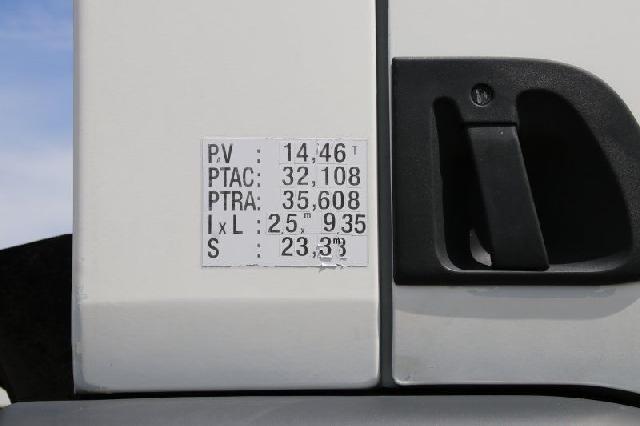 P.V : 14,46 T
PTAC: 32,108
PTRA: 35,608
l x L : 2,5 m x 9,35
S : 23,3